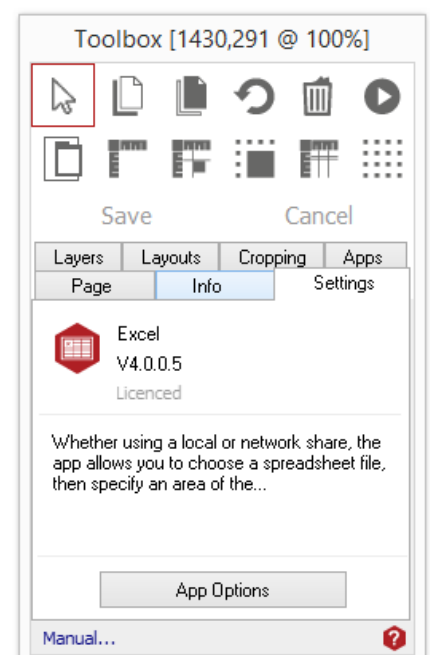 Toolbox [1430,291 @ 100%]
Save Cancel
Layers Layouts Cropping Apps
Page Info Settings
Excel
V4.0.0.5
Licenced
Whether using a local or network share, the
app allows you to choose a spreadsheet file,
then specify an area of the...
App Options
Manual... ?